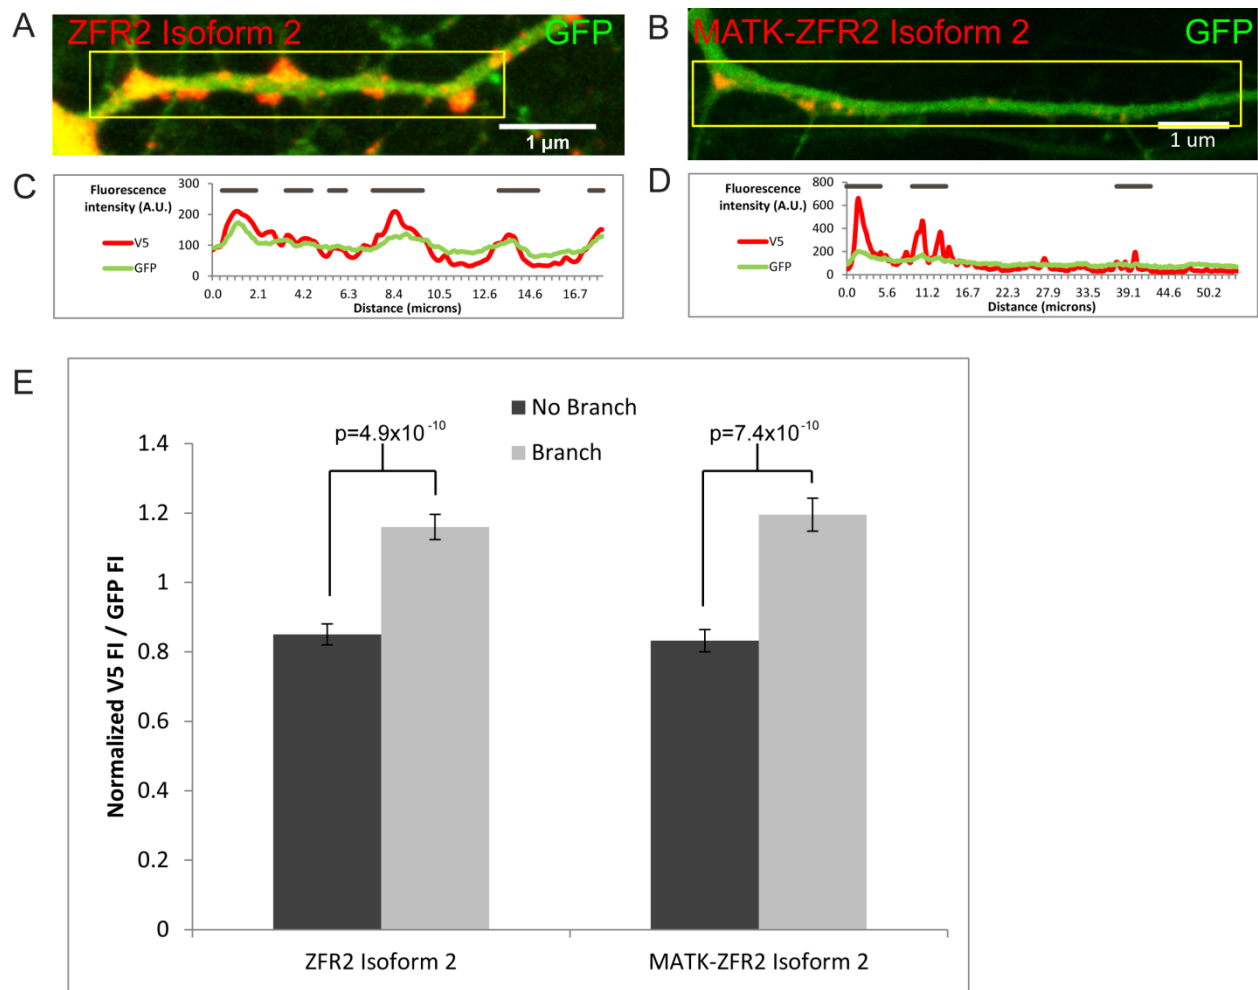 A
ZFR2 Isoform 2
GFP
1 µm
B
MATK-ZFR2 Isoform 2
GFP
1 um
C
Fluorescence
intensity (A.U.)
V5
GFP
300
200
100
0
0.0 2.1 4.2 6.3 8.4 10.5 12.6 14.6 16.7
Distance (microns)
D
Fluorescence
intensity (A.U.)
V5
GFP
800
600
400
200
0
0.0 5.6 11.2 16.7 22.3 27.9 33.5 39.1 44.6 50.2
Distance (microns)
E
No Branch
Branch
p=4.9x10-10
p=7.4x10-10
Normalized V5 FI / GFP FI
1.4
1.2
1
0.8
0.6
0.4
0.2
0
ZFR2 Isoform 2
MATK-ZFR2 Isoform 2